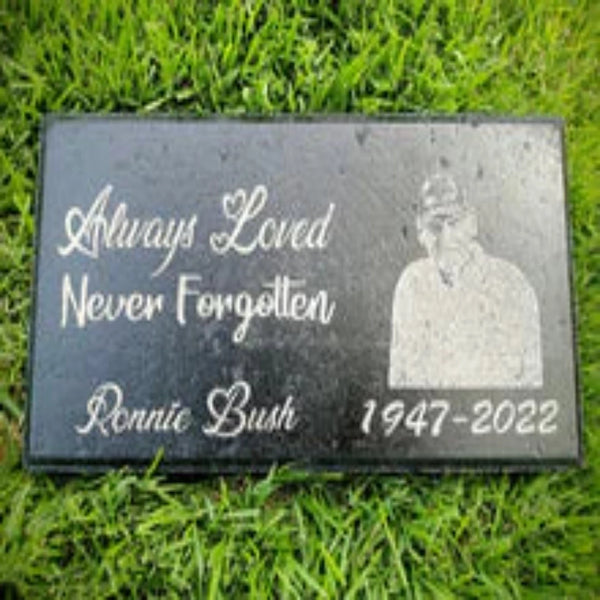 Always Loved
Never Forgotten
Ronnie Bush
1947-2022